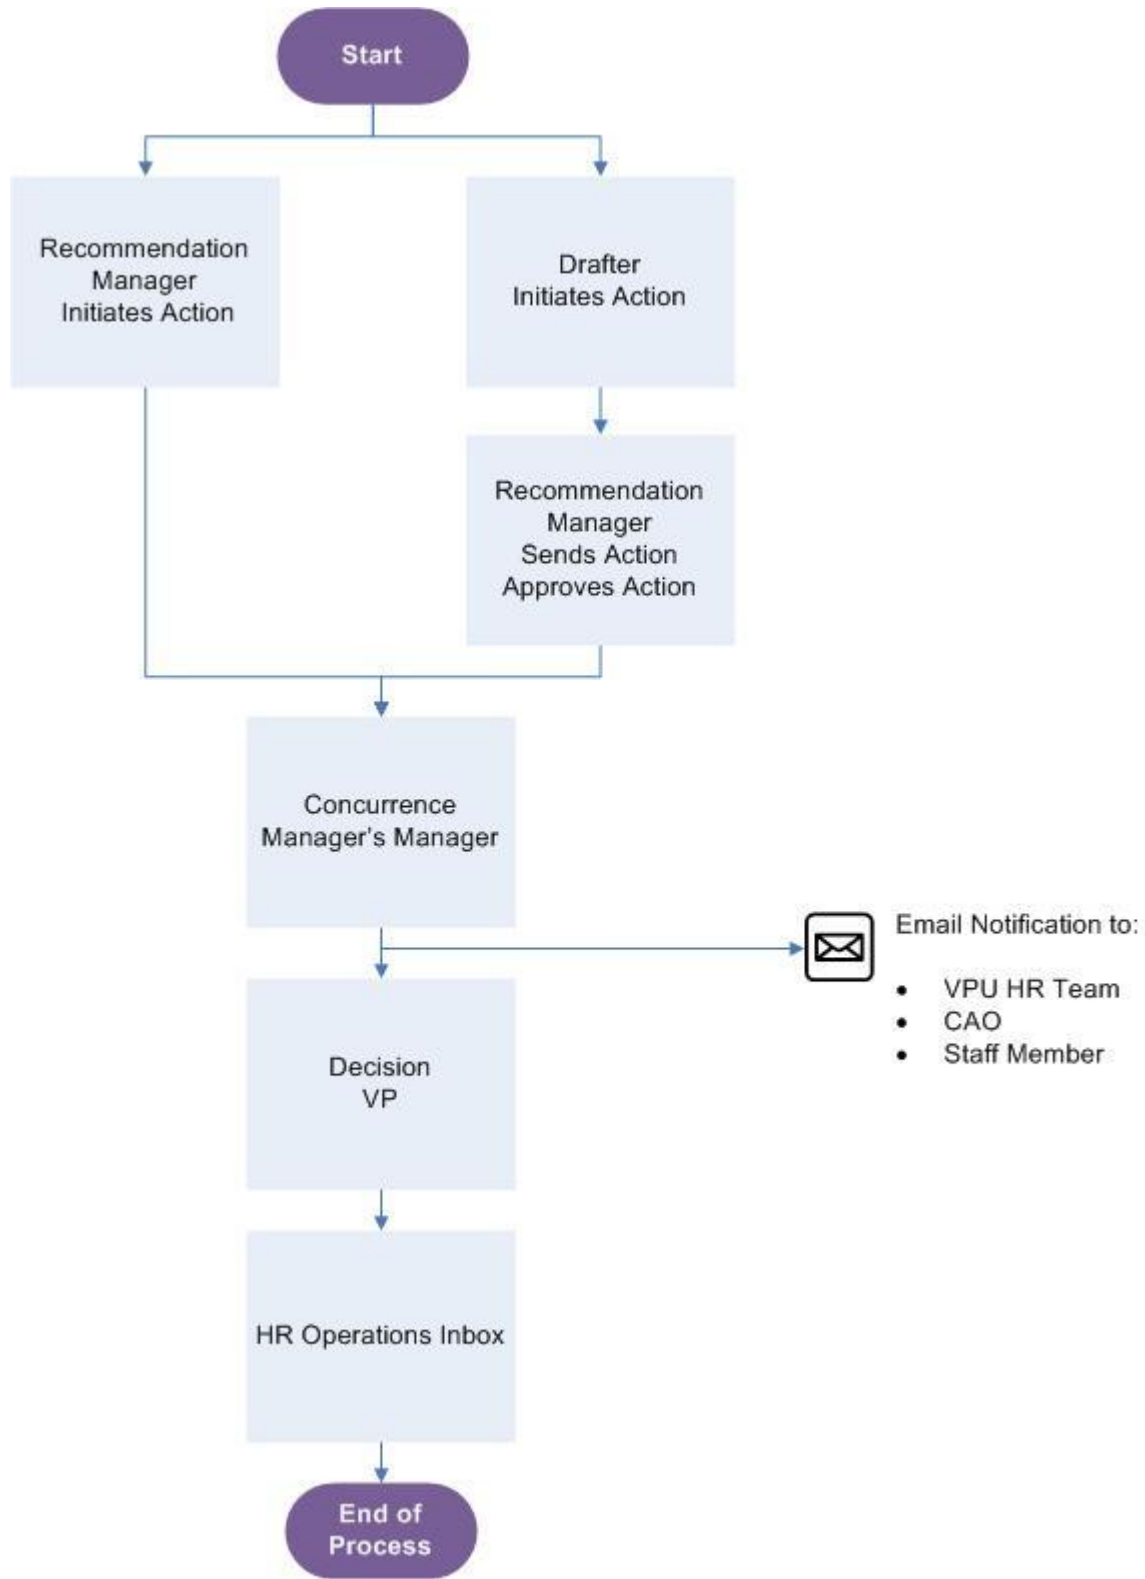 Start
Recommendation
Manager
Initiates Action
Drafter
Initiates Action
Recommendation
Manager
Sends Action
Approves Action
Concurrence
Manager's Manager
Email Notification to:
• VPU HR Team
• CAO
• Staff Member
Decision
VP
HR Operations Inbox
End of
Process